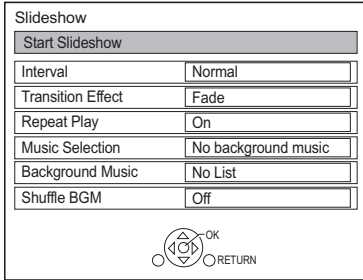 Slideshow
Start Slideshow
Interval Normal
Transition Effect Fade
Repeat Play On
Music Selection No background music
Background Music No List
Shuffle BGM Off
OK
RETURN